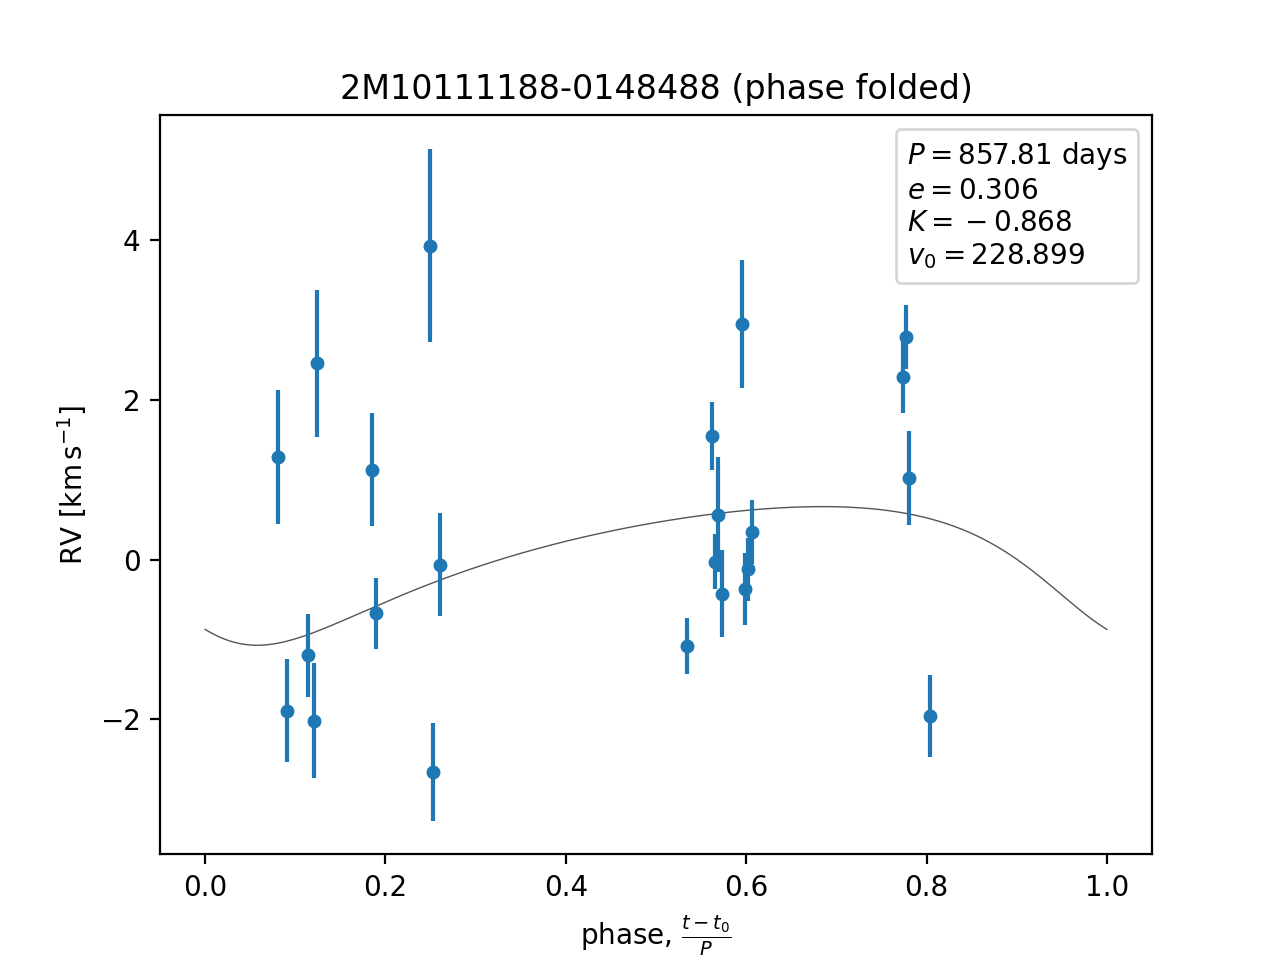 2M10111188-0148488 (phase folded)
P = 857.81 days
e = 0.306
K = −0.868
v₀ = 228.899
4
2
0
−2
RV [km s⁻¹]
0.0 0.2 0.4 0.6 0.8 1.0
phase, (t − t₀)/P